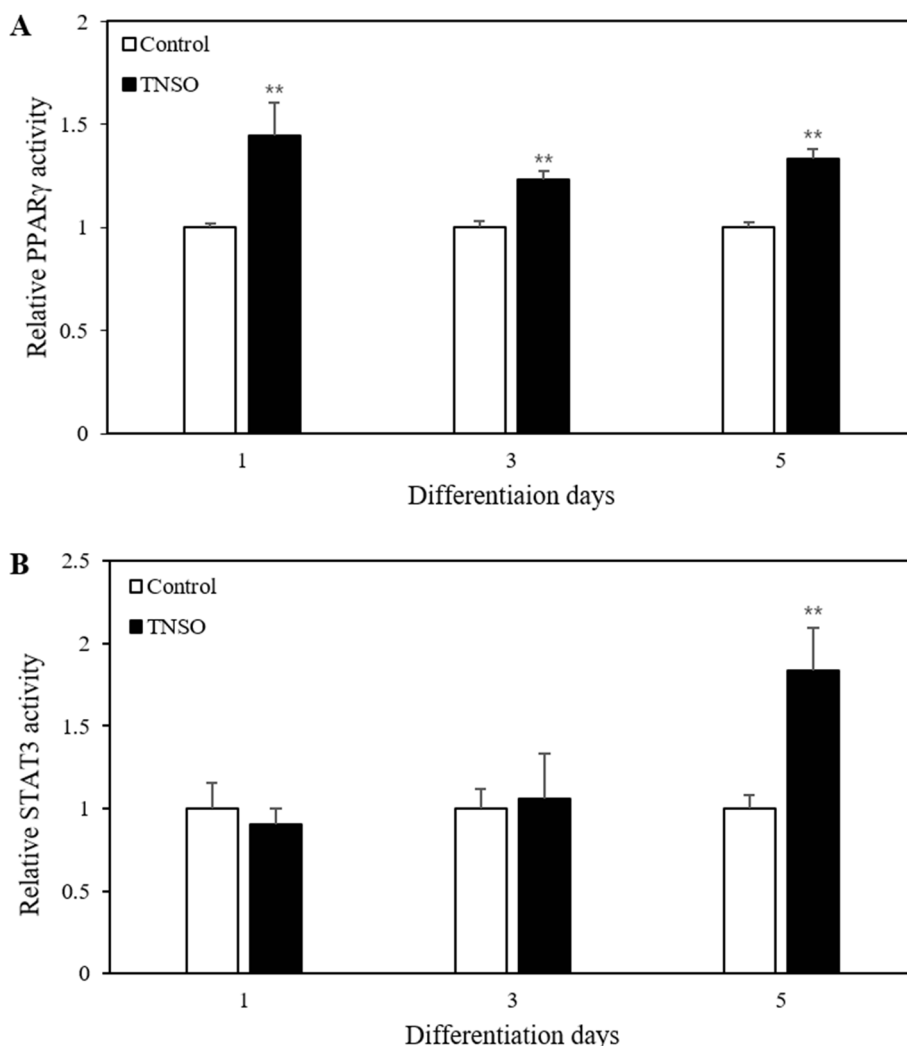 A
2
Control
TNSO
**
**
**
1.5
1
0.5
0
Relative PPARγ activity
1
3
5
Differentiaion days
B
2.5
Control
TNSO
**
2
1.5
1
0.5
0
Relative STAT3 activity
1
3
5
Differentiation days